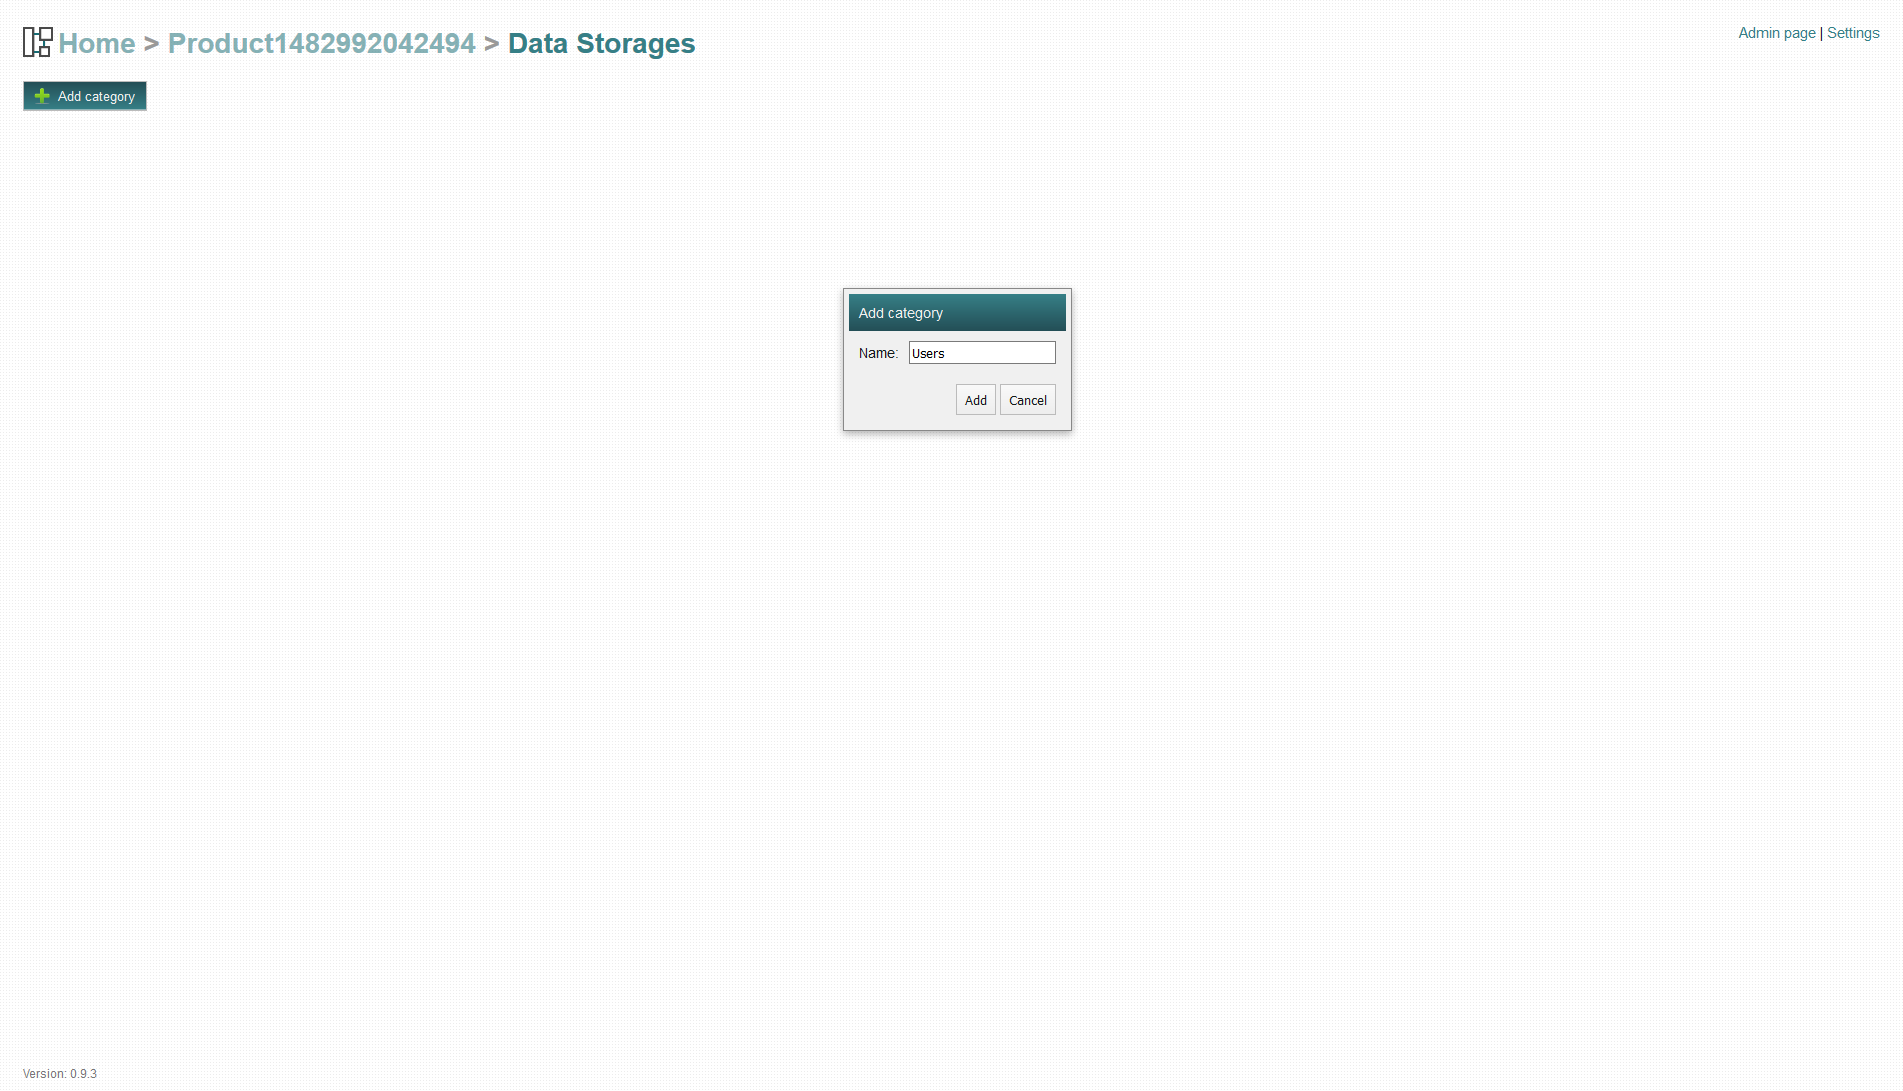 Home > Product1482992042494 > Data Storages
Admin page | Settings
Add category
Add category
Name: Users
Add Cancel
Version: 0.9.3